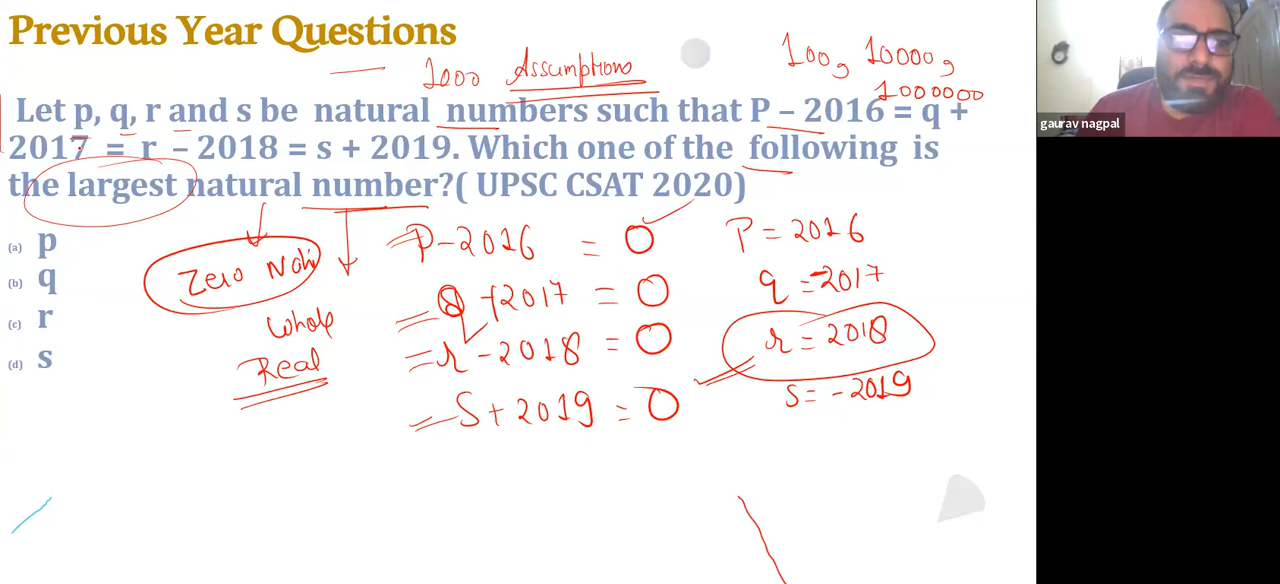 Previous Year Questions
1000 Assumptions
100, 10000,
1000000
Let p, q, r and s be natural numbers such that P – 2016 = q +
2017 = r – 2018 = s + 2019. Which one of the following is
the largest natural number?( UPSC CSAT 2020)
(a) p
(b) q
(c) r
(d) s
Zero Nahi
Whole
Real
P-2016 = 0
q+2017 = 0
r-2018 = 0
S+2019 = 0
P = 2016
q = -2017
r = 2018
S = -2019
gaurav nagpal